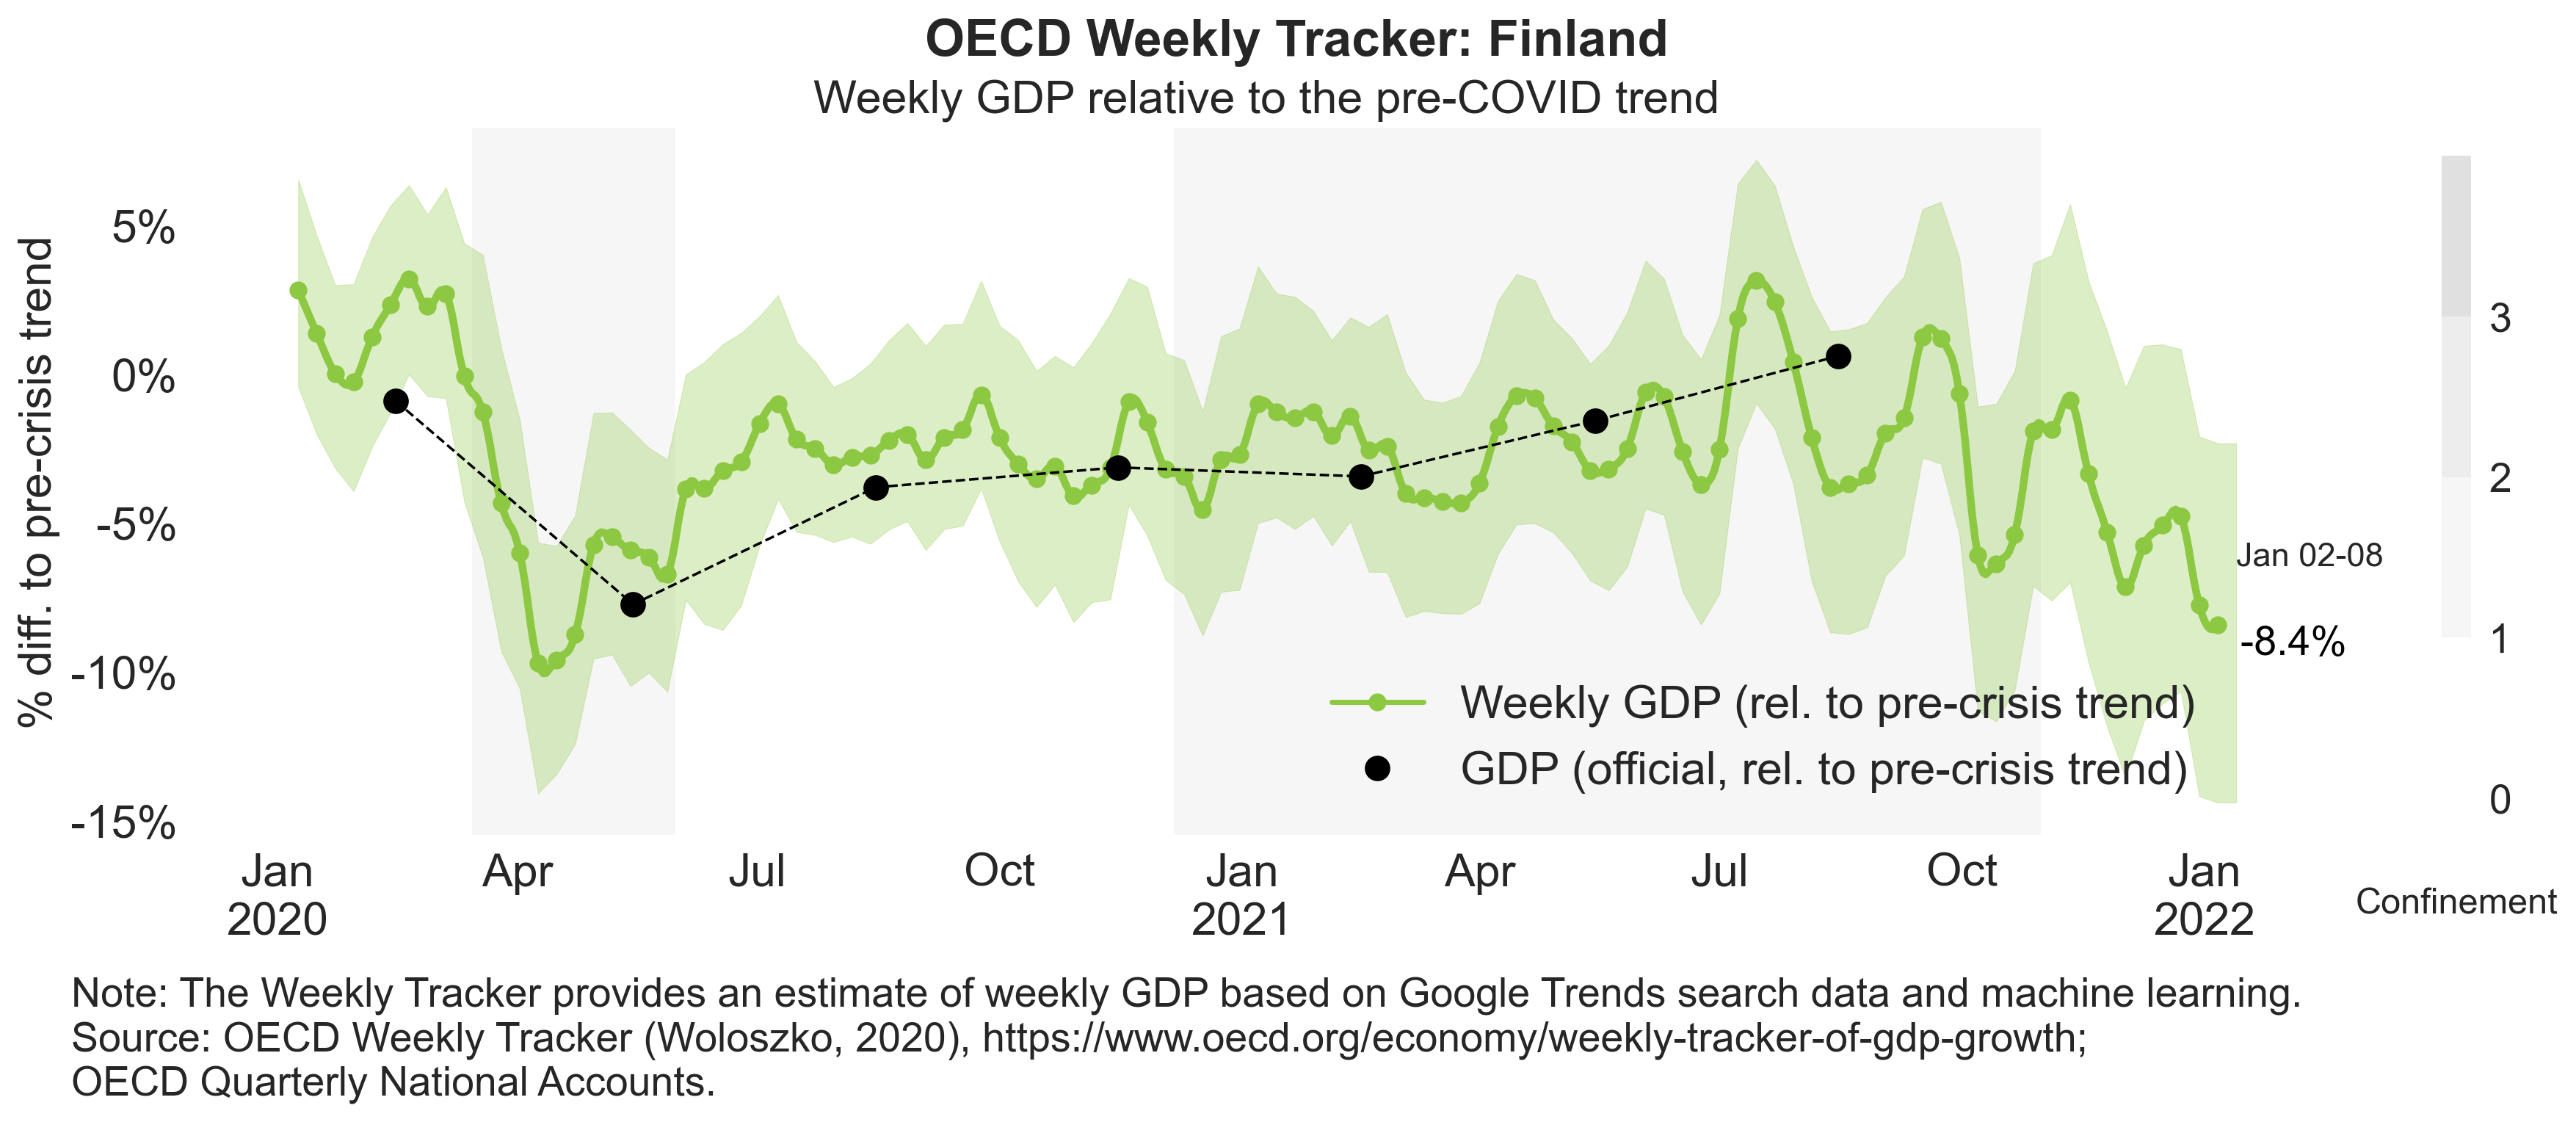 OECD Weekly Tracker: Finland
Weekly GDP relative to the pre-COVID trend
% diff. to pre-crisis trend
5%
0%
-5%
-10%
-15%
Jan 02-08
-8.4%
Weekly GDP (rel. to pre-crisis trend)
GDP (official, rel. to pre-crisis trend)
3
2
1
0
Confinement
Jan Apr Jul Oct Jan Apr Jul Oct Jan
2020 2021 2022
Note: The Weekly Tracker provides an estimate of weekly GDP based on Google Trends search data and machine learning.
Source: OECD Weekly Tracker (Woloszko, 2020), https://www.oecd.org/economy/weekly-tracker-of-gdp-growth;
OECD Quarterly National Accounts.